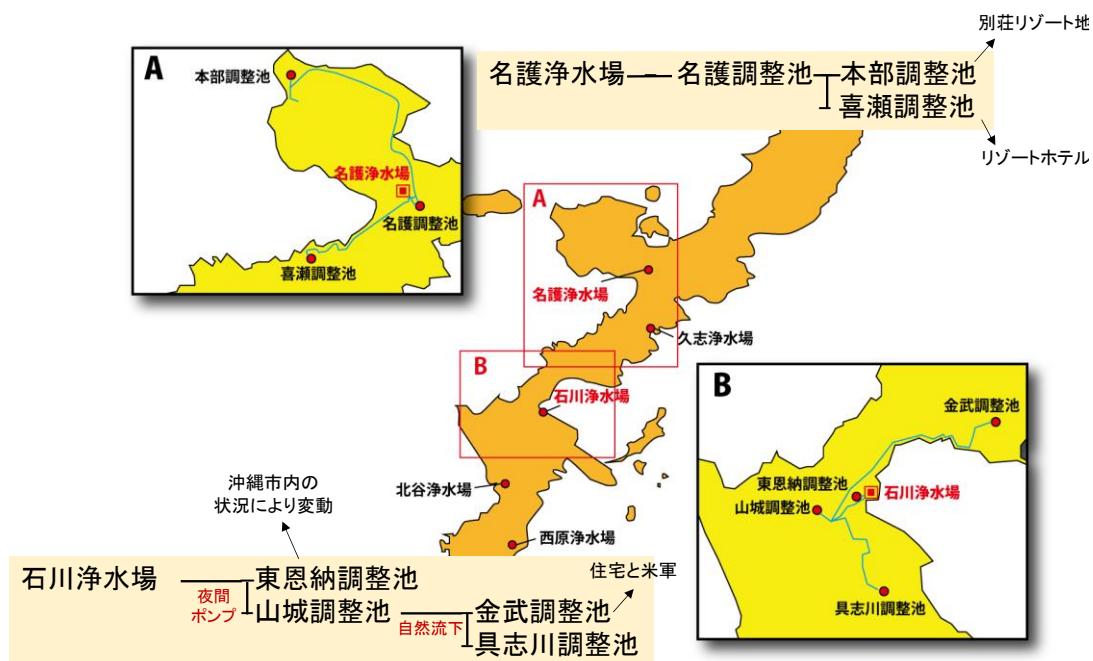 別荘リゾート地
名護浄水場
名護調整池
本部調整池
喜瀬調整池
リゾートホテル
A
本部調整池
名護浄水場
名護調整池
喜瀬調整池
A
名護浄水場
久志浄水場
B
石川浄水場
北谷浄水場
西原浄水場
B
金武調整池
東恩納調整池
石川浄水場
山城調整池
具志川調整池
沖縄市内の
状況により変動
住宅と米軍
石川浄水場
夜間
ポンプ
東恩納調整池
山城調整池
自然流下
金武調整池
具志川調整池